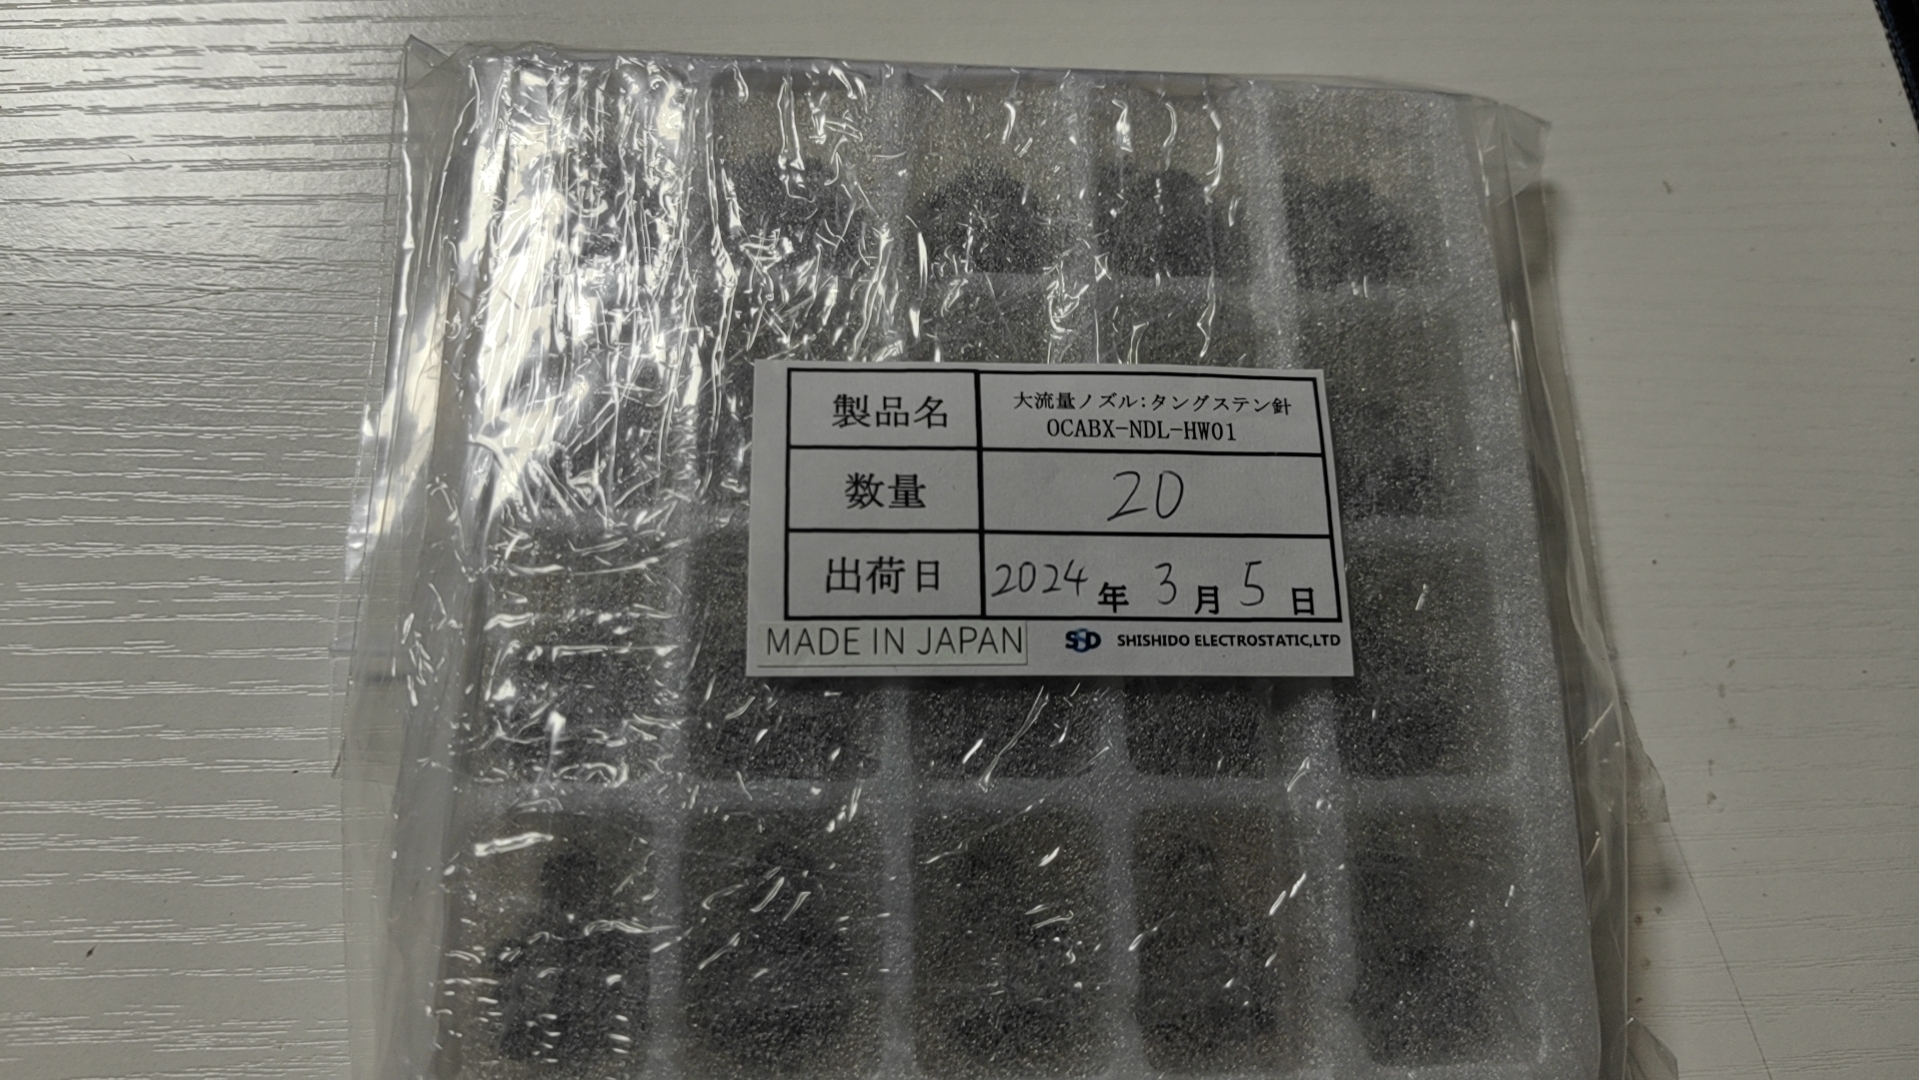 製品名 大流量ノズル:タングステン針
OCABX-NDL-HW01
数量 20
出荷日 2024年3月5日
MADE IN JAPAN SSD SHISHIDO ELECTROSTATIC,LTD